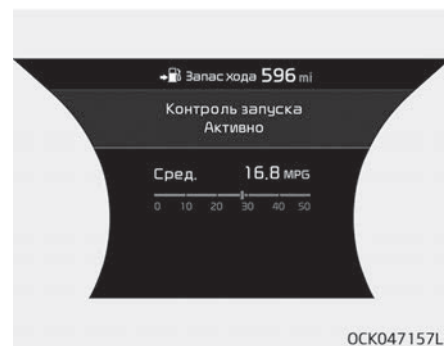 Запас хода 596 mi
Контроль запуска
Активно
Сред. 16.8 MPG
0 10 20 30 40 50
OCK047157L